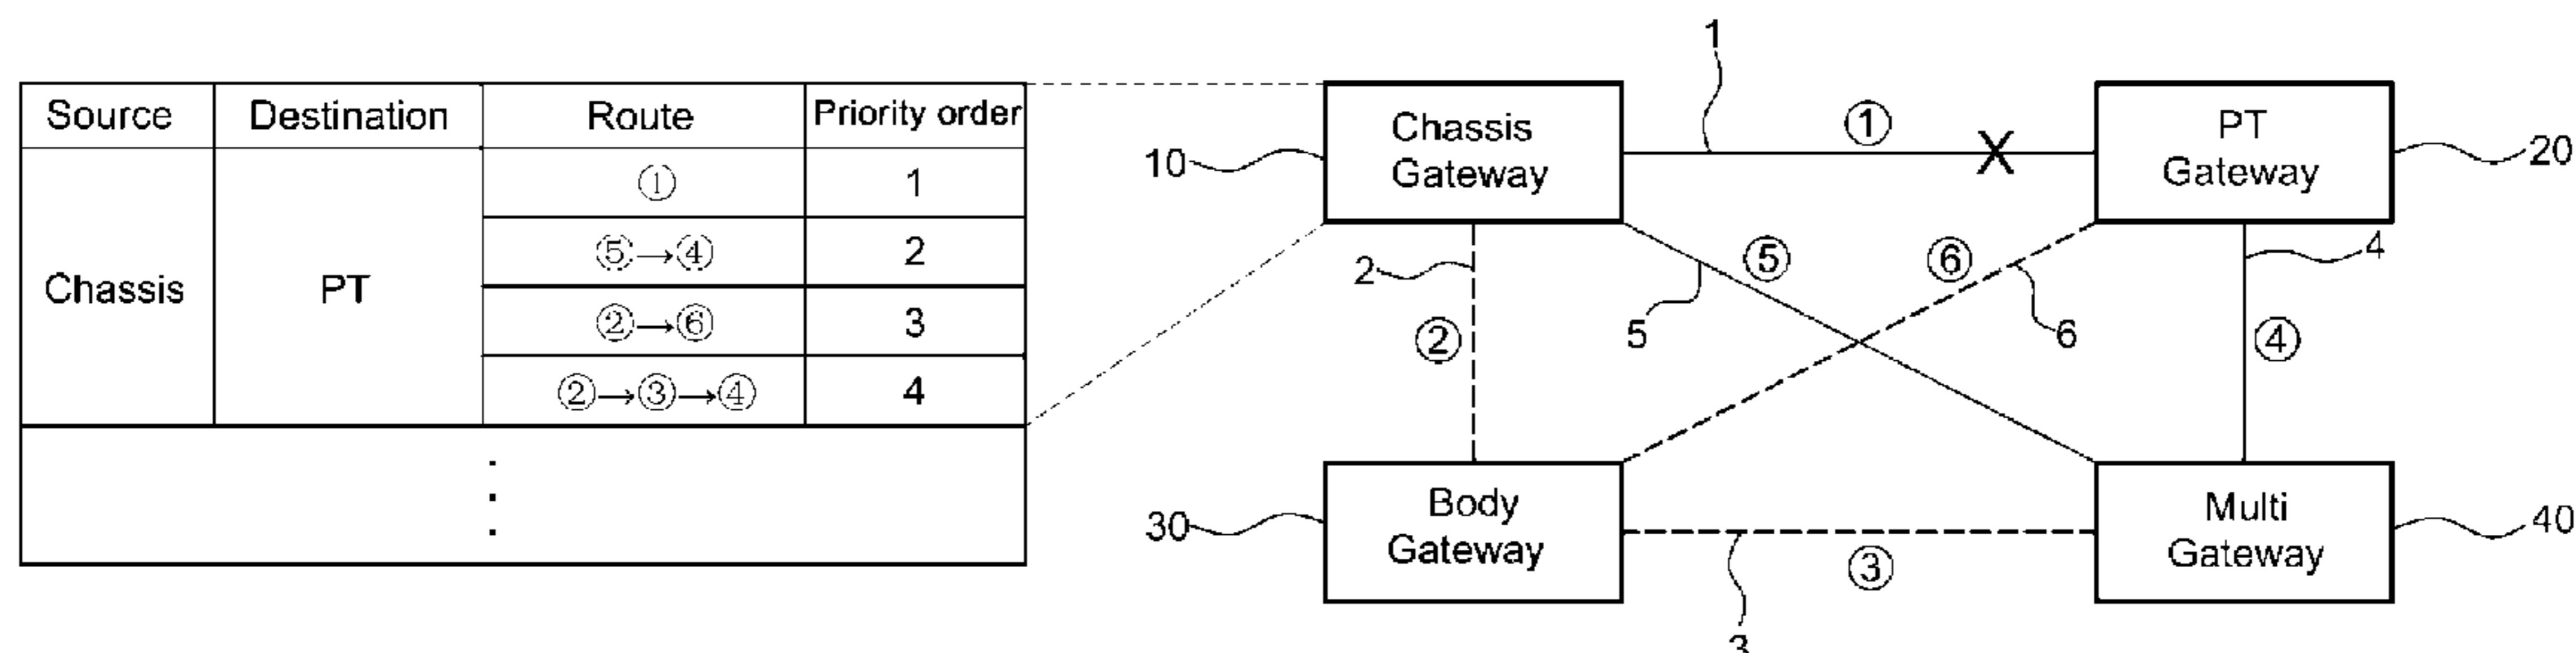 Source Destination Route Priority order
Chassis PT
① 1
⑤→④ 2
②→⑥ 3
②→③→④ 4
1
①
X
Chassis
Gateway
10
PT
Gateway
20
2
②
5
⑤
⑥
6
4
④
Body
Gateway
30
3
③
Multi
Gateway
40